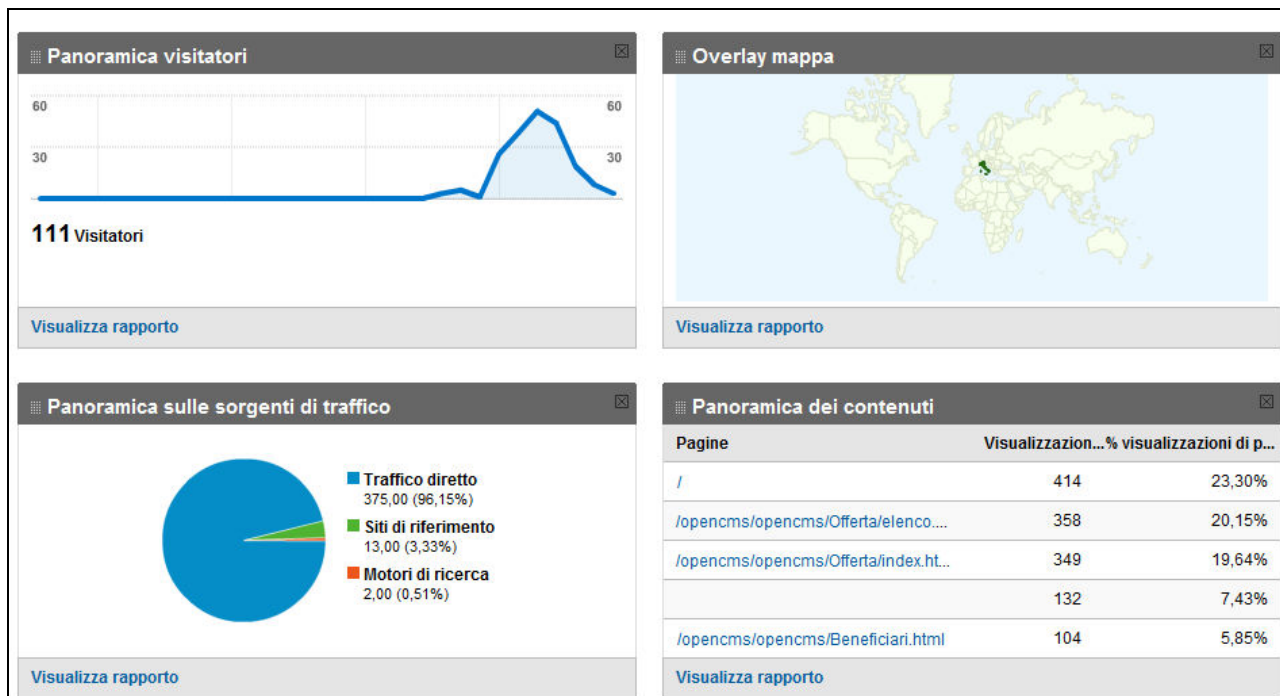 Panoramica visitatori
60
60
30
30
111 Visitatori
Visualizza rapporto
Overlay mappa
Visualizza rapporto
Panoramica sulle sorgenti di traffico
Traffico diretto
375,00 (96,15%)
Siti di riferimento
13,00 (3,33%)
Motori di ricerca
2,00 (0,51%)
Visualizza rapporto
Panoramica dei contenuti
Pagine Visualizzazion... % visualizzazioni di p...
/ 414 23,30%
/opencms/opencms/Offerta/elenco.... 358 20,15%
/opencms/opencms/Offerta/index.ht... 349 19,64%
132 7,43%
/opencms/opencms/Beneficiari.html 104 5,85%
Visualizza rapporto